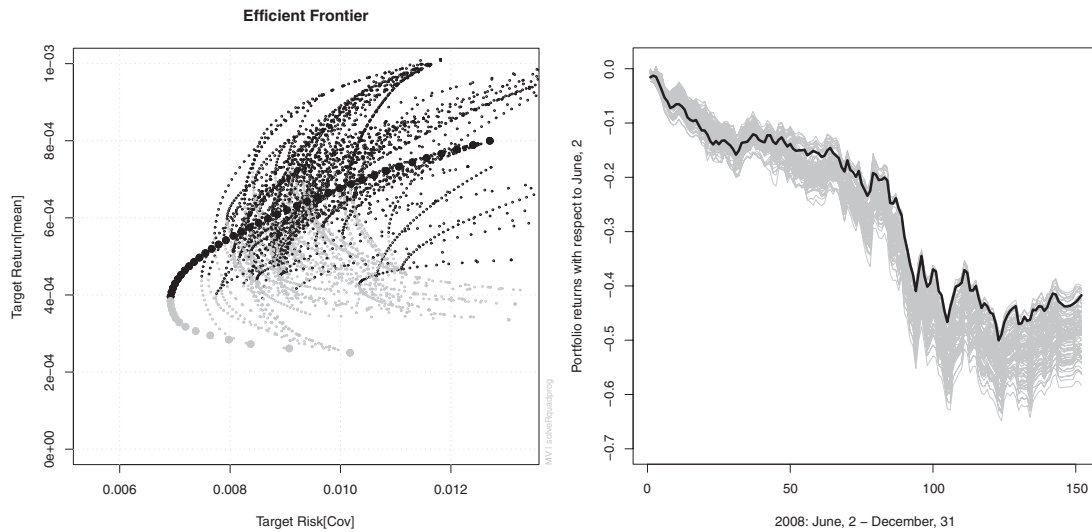 Efficient Frontier
Target Return[mean]
1e−03
8e−04
6e−04
4e−04
2e−04
0e+00
0.006 0.008 0.010 0.012
Target Risk[Cov]
MV | solveRquadprog
Portfolio returns with respect to June, 2
0.0
−0.1
−0.2
−0.3
−0.4
−0.5
−0.6
−0.7
0 50 100 150
2008: June, 2 − December, 31